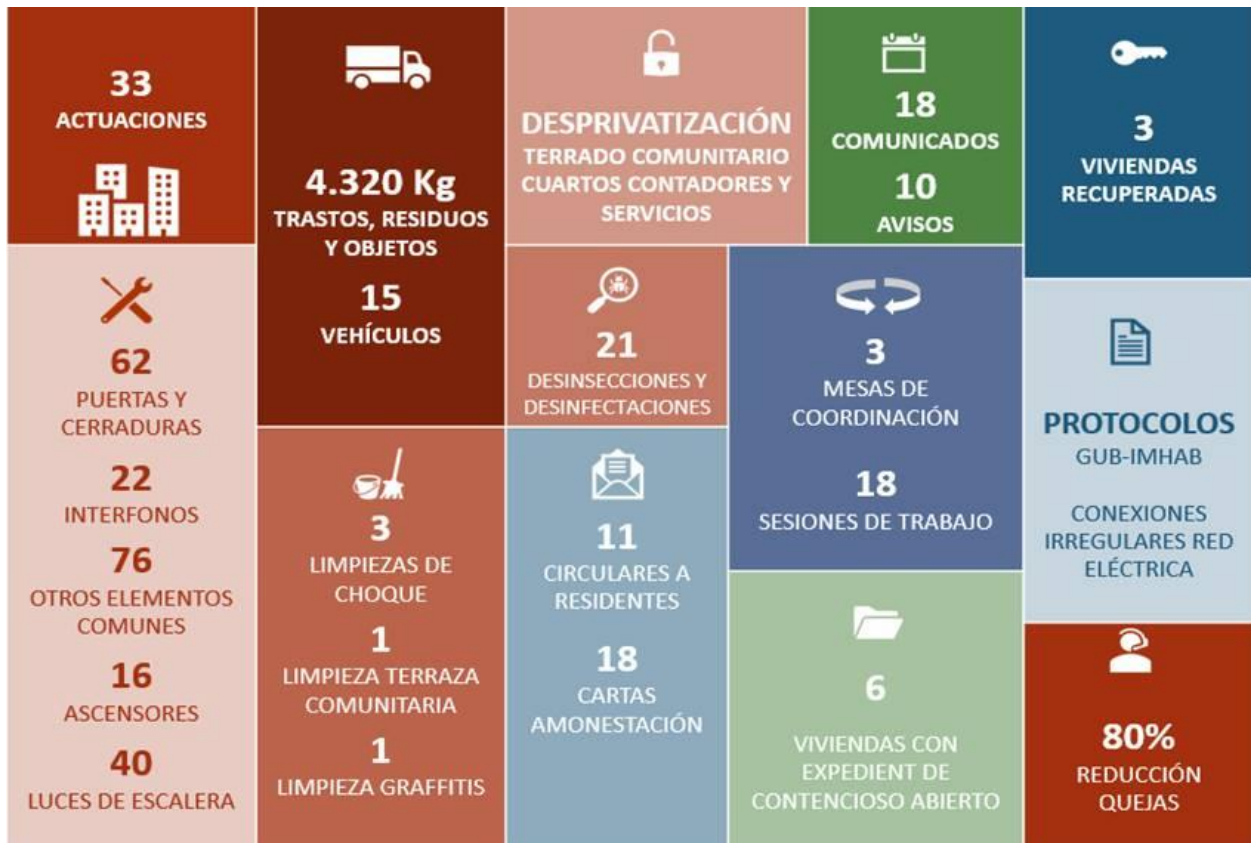 33
ACTUACIONES
4.320 Kg
TRASTOS, RESIDUOS
Y OBJETOS
15
VEHÍCULOS
DESPRIVATIZACIÓN
TERRADO COMUNITARIO
CUARTOS CONTADORES Y
SERVICIOS
18
COMUNICADOS
10
AVISOS
3
VIVIENDAS
RECUPERADAS
62
PUERTAS Y
CERRADURAS
22
INTERFONOS
76
OTROS ELEMENTOS
COMUNES
16
ASCENSORES
40
LUCES DE ESCALERA
3
LIMPIEZAS DE
CHOQUE
1
LIMPIEZA TERRAZA
COMUNITARIA
1
LIMPIEZA GRAFFITIS
21
DESINSECCIONES Y
DESINFECTACIONES
11
CIRCULARES A
RESIDENTES
18
CARTAS
AMONESTACIÓN
3
MESAS DE
COORDINACIÓN
18
SESIONES DE TRABAJO
6
VIVIENDAS CON
EXPEDIENT DE
CONTENCIOSO ABIERTO
PROTOCOLOS
GUB-IMHAB
CONEXIONES
IRREGULARES RED
ELÉCTRICA
80%
REDUCCIÓN
QUEJAS